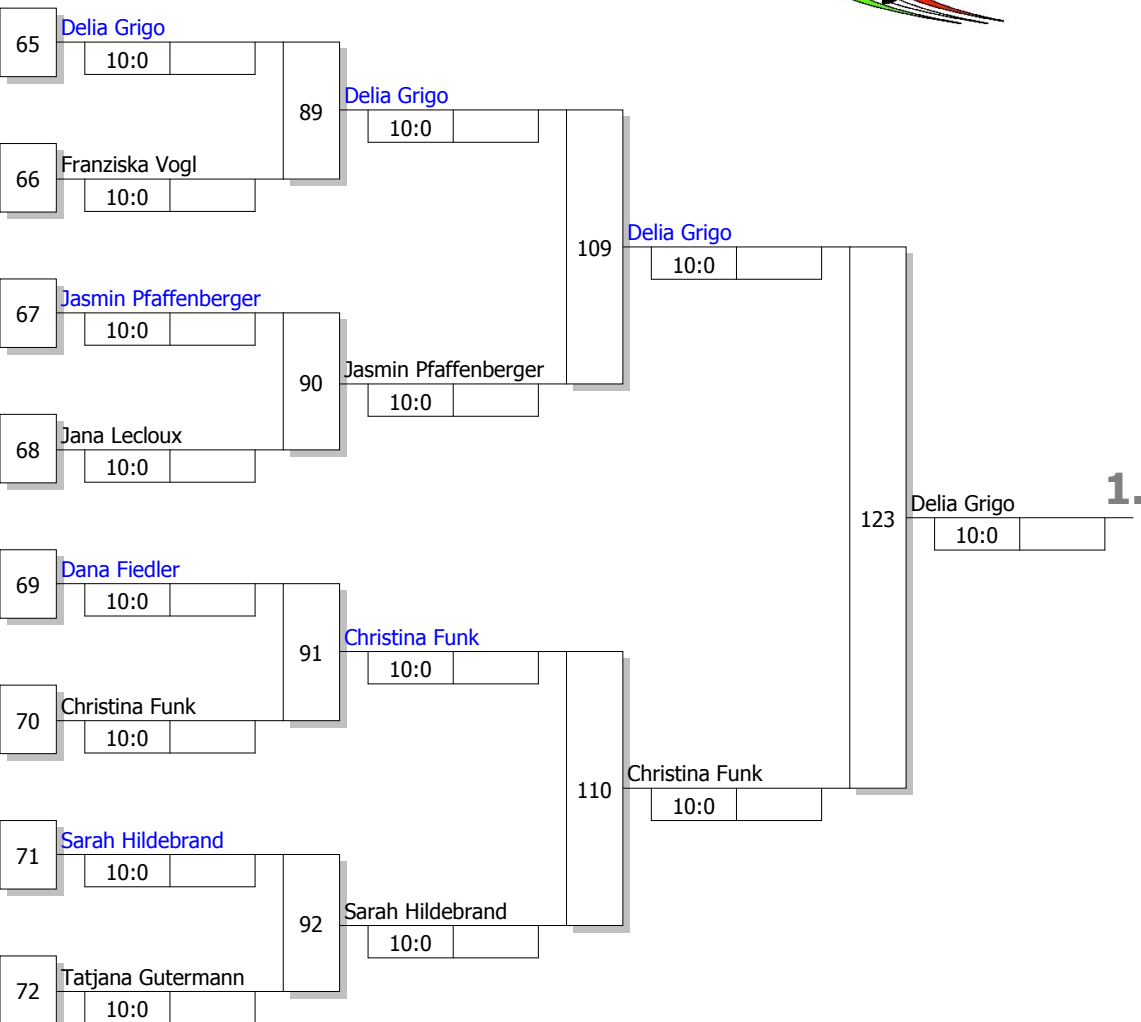 65
Delia Grigo
10:0
89
Delia Grigo
10:0
66
Franziska Vogl
10:0
109
Delia Grigo
10:0
67
Jasmin Pfaffenberger
10:0
90
Jasmin Pfaffenberger
10:0
68
Jana Lecloux
10:0
123
Delia Grigo
1.
10:0
69
Dana Fiedler
10:0
91
Christina Funk
10:0
70
Christina Funk
10:0
110
Christina Funk
10:0
71
Sarah Hildebrand
10:0
92
Sarah Hildebrand
10:0
72
Tatjana Gutermann
10:0